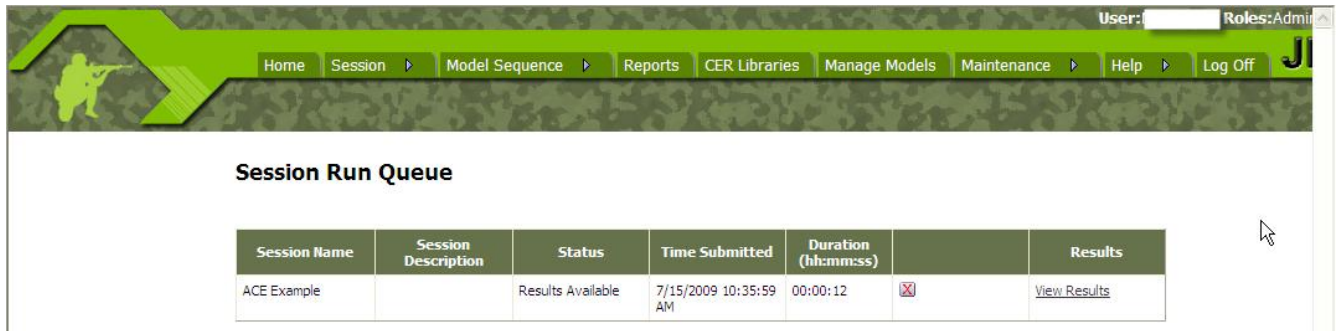 User: Roles:Admin
Home Session Model Sequence Reports CER Libraries Manage Models Maintenance Help Log Off
Session Run Queue
Session Name Session Description Status Time Submitted Duration (hh:mm:ss) Results
ACE Example Results Available 7/15/2009 10:35:59 AM 00:00:12 View Results